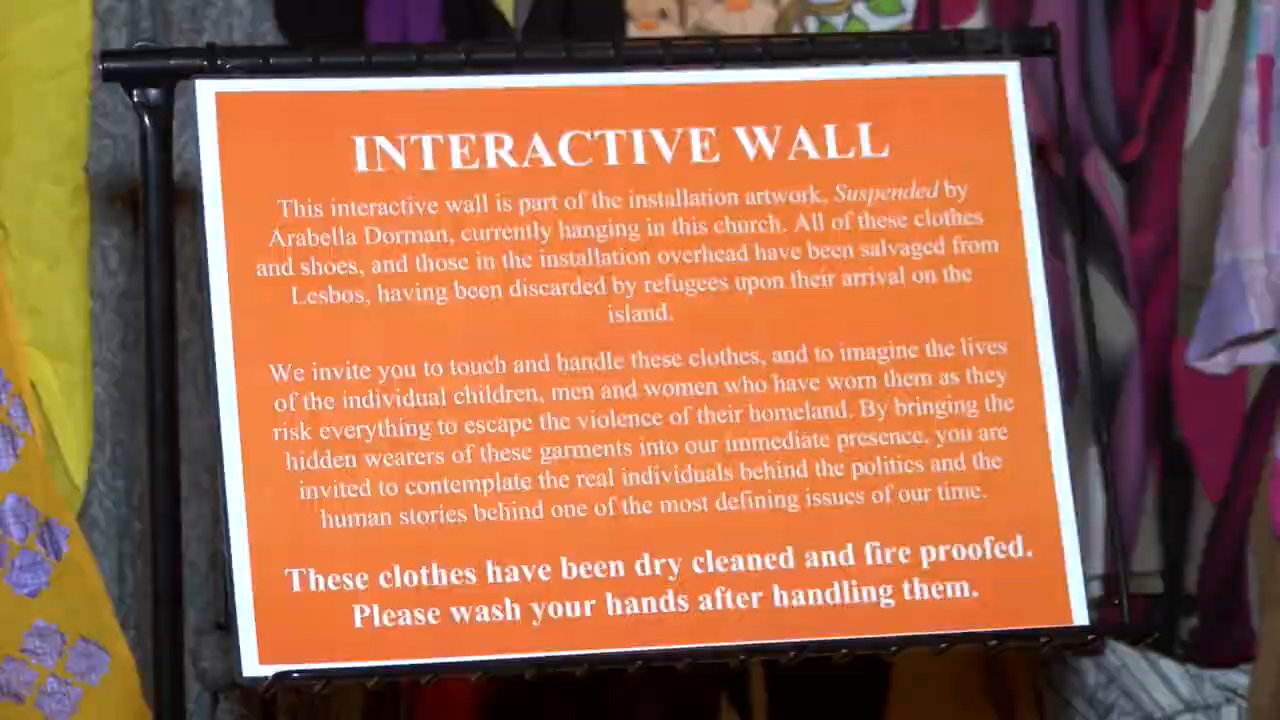 INTERACTIVE WALL
This interactive wall is part of the installation artwork, Suspended by
Arabella Dorman, currently hanging in this church. All of these clothes
and shoes, and those in the installation overhead have been salvaged from
Lesbos, having been discarded by refugees upon their arrival on the
island.
We invite you to touch and handle these clothes, and to imagine the lives
of the individual children, men and women who have worn them as they
risk everything to escape the violence of their homeland. By bringing the
hidden wearers of these garments into our immediate presence, you are
invited to contemplate the real individuals behind the politics and the
human stories behind one of the most defining issues of our time.
These clothes have been dry cleaned and fire proofed.
Please wash your hands after handling them.